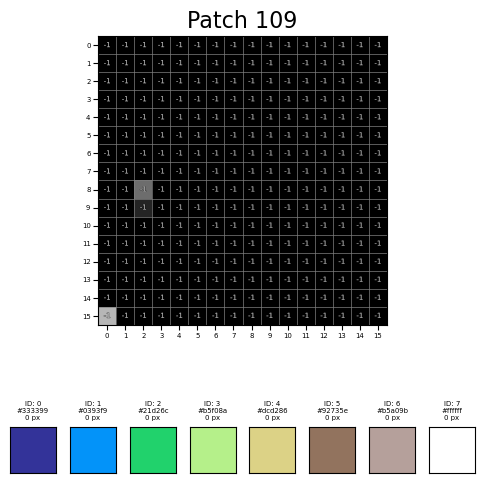 Patch 109
0 -1 -1 -1 -1 -1 -1 -1 -1 -1 -1 -1 -1 -1 -1 -1 -1
1 -1 -1 -1 -1 -1 -1 -1 -1 -1 -1 -1 -1 -1 -1 -1 -1
2 -1 -1 -1 -1 -1 -1 -1 -1 -1 -1 -1 -1 -1 -1 -1 -1
3 -1 -1 -1 -1 -1 -1 -1 -1 -1 -1 -1 -1 -1 -1 -1 -1
4 -1 -1 -1 -1 -1 -1 -1 -1 -1 -1 -1 -1 -1 -1 -1 -1
5 -1 -1 -1 -1 -1 -1 -1 -1 -1 -1 -1 -1 -1 -1 -1 -1
6 -1 -1 -1 -1 -1 -1 -1 -1 -1 -1 -1 -1 -1 -1 -1 -1
7 -1 -1 -1 -1 -1 -1 -1 -1 -1 -1 -1 -1 -1 -1 -1 -1
8 -1 -1 -1 -1 -1 -1 -1 -1 -1 -1 -1 -1 -1 -1 -1 -1
9 -1 -1 -1 -1 -1 -1 -1 -1 -1 -1 -1 -1 -1 -1 -1 -1
10 -1 -1 -1 -1 -1 -1 -1 -1 -1 -1 -1 -1 -1 -1 -1 -1
11 -1 -1 -1 -1 -1 -1 -1 -1 -1 -1 -1 -1 -1 -1 -1 -1
12 -1 -1 -1 -1 -1 -1 -1 -1 -1 -1 -1 -1 -1 -1 -1 -1
13 -1 -1 -1 -1 -1 -1 -1 -1 -1 -1 -1 -1 -1 -1 -1 -1
14 -1 -1 -1 -1 -1 -1 -1 -1 -1 -1 -1 -1 -1 -1 -1 -1
15 -1 -1 -1 -1 -1 -1 -1 -1 -1 -1 -1 -1 -1 -1 -1 -1
0 1 2 3 4 5 6 7 8 9 10 11 12 13 14 15
ID: 0 ID: 1 ID: 2 ID: 3 ID: 4 ID: 5 ID: 6 ID: 7
#333399 #0393f9 #21d26c #b5f08a #dcd286 #92735e #b5a09b #ffffff
0 px 0 px 0 px 0 px 0 px 0 px 0 px 0 px